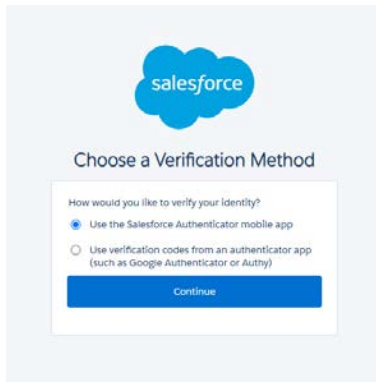 salesforce
Choose a Verification Method
How would you like to verify your identity?
Use the Salesforce Authenticator mobile app
Use verification codes from an authenticator app
(such as Google Authenticator or Authy)
Continue